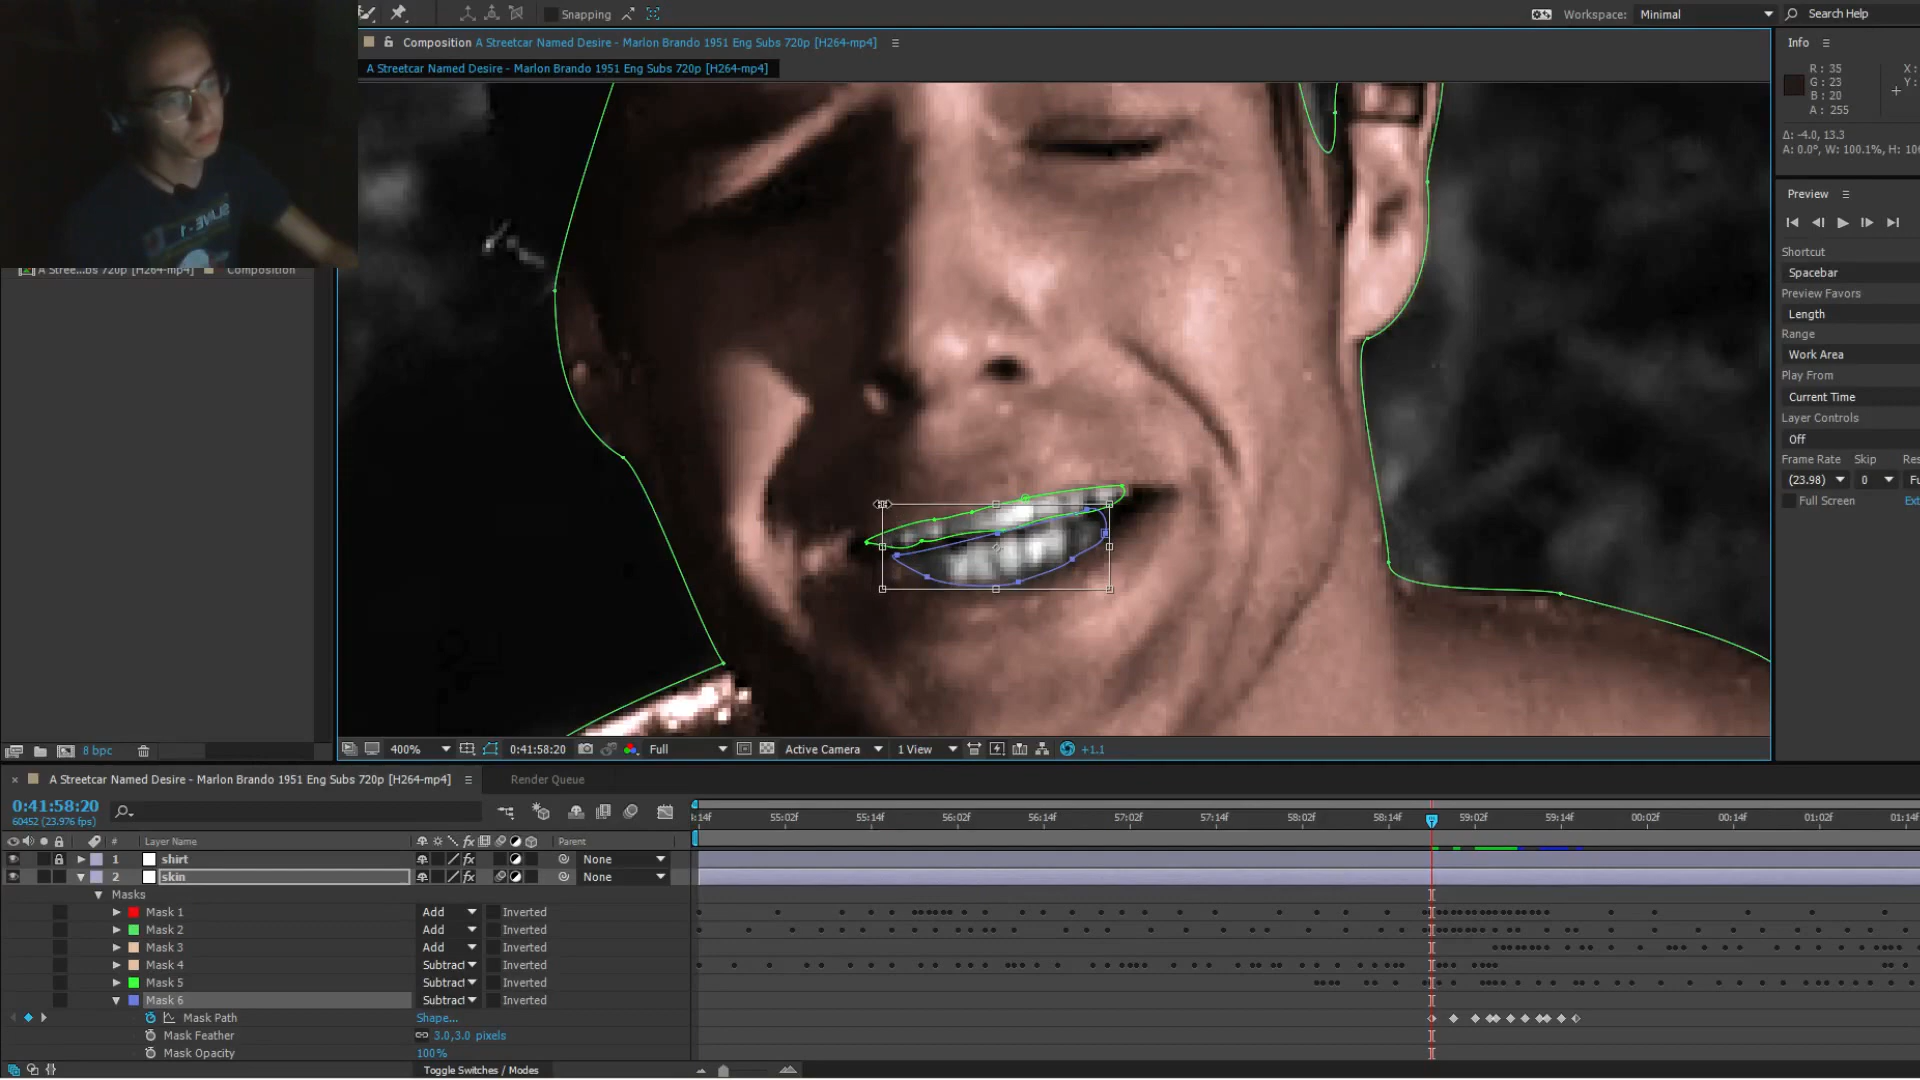 Snapping
Workspace: Minimal
Search Help
Composition A Streetcar Named Desire - Marlon Brando 1951 Eng Subs 720p [H264-mp4]
A Streetcar Named Desire - Marlon Brando 1951 Eng Subs 720p [H264-mp4]
Info
R: 35
G: 23
B: 20
A: 255
X:
Y:
Δ: -4.0, 13.3
A: 0.0°, W: 100.1%, H: 106
Preview
Shortcut
Spacebar
Preview Favors
Length
Range
Work Area
Play From
Current Time
Layer Controls
Off
Frame Rate Skip
(23.98) 0 Fu
Full Screen Ext
A Stree...bs 720p [H264-mp4] Composition
8 bpc
400% 0:41:58:20 Full Active Camera 1 View +1.1
A Streetcar Named Desire - Marlon Brando 1951 Eng Subs 720p [H264-mp4] Render Queue
0:41:58:20
60452 (23.976 fps)
4:14f 55:02f 55:14f 56:02f 56:14f 57:02f 57:14f 58:02f 58:14f 59:02f 59:14f 00:02f 00:14f 01:02f 01:14f
# Layer Name fx Parent
1 shirt fx None
2 skin fx None
Masks
Mask 1 Add Inverted
Mask 2 Add Inverted
Mask 3 Add Inverted
Mask 4 Subtract Inverted
Mask 5 Subtract Inverted
Mask 6 Subtract Inverted
Mask Path Shape...
Mask Feather 3.0,3.0 pixels
Mask Opacity 100%
Toggle Switches / Modes